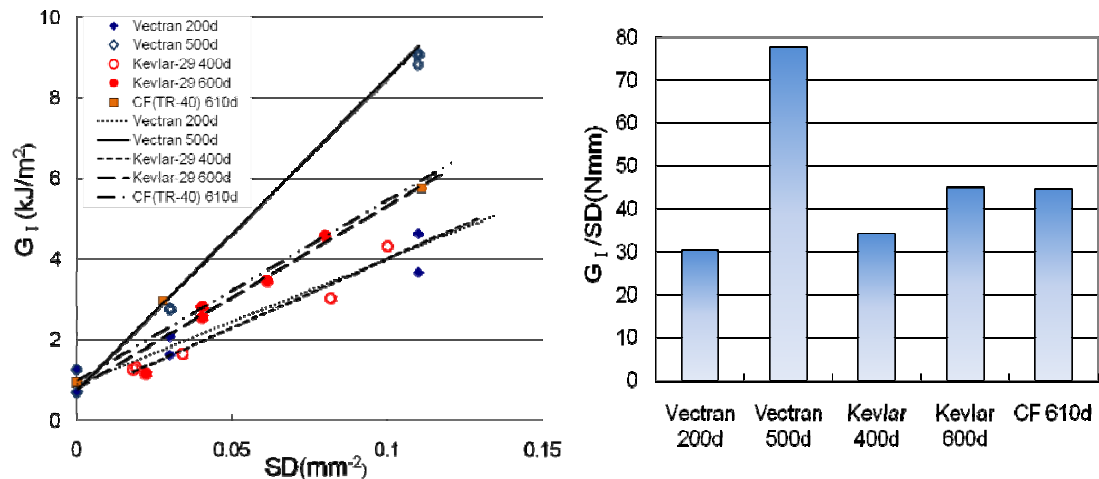 10
8
6
4
2
0
G I (kJ/m²)
Vectran 200d
Vectran 500d
Kevlar-29 400d
Kevlar-29 600d
CF(TR-40) 610d
Vectran 200d
Vectran 500d
Kevlar-29 400d
Kevlar-29 600d
CF(TR-40) 610d
0 0.05 0.1 0.15
SD(mm⁻²)
80
70
60
50
40
30
20
10
0
G I /SD(Nmm)
Vectran Vectran Kevlar Kevlar CF 610d
200d 500d 400d 600d